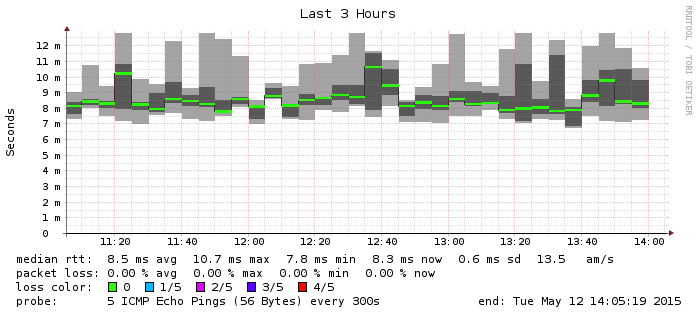 Last 3 Hours
RRDTOOL / TOBI OETIKER
Seconds
12 m
11 m
10 m
9 m
8 m
7 m
6 m
5 m
4 m
3 m
2 m
1 m
0
11:20 11:40 12:00 12:20 12:40 13:00 13:20 13:40 14:00
median rtt: 8.5 ms avg 10.7 ms max 7.8 ms min 8.3 ms now 0.6 ms sd 13.5 am/s
packet loss: 0.00 % avg 0.00 % max 0.00 % min 0.00 % now
loss color: 0 1/5 2/5 3/5 4/5
probe: 5 ICMP Echo Pings (56 Bytes) every 300s end: Tue May 12 14:05:19 2015